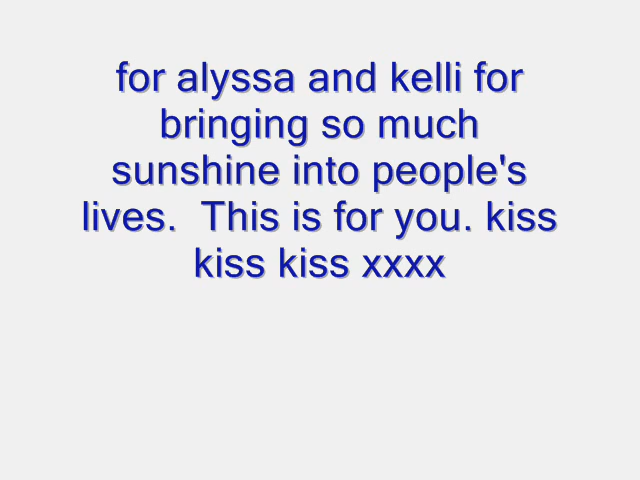 for alyssa and kelli for
bringing so much
sunshine into people's
lives.  This is for you. kiss
kiss kiss xxxx